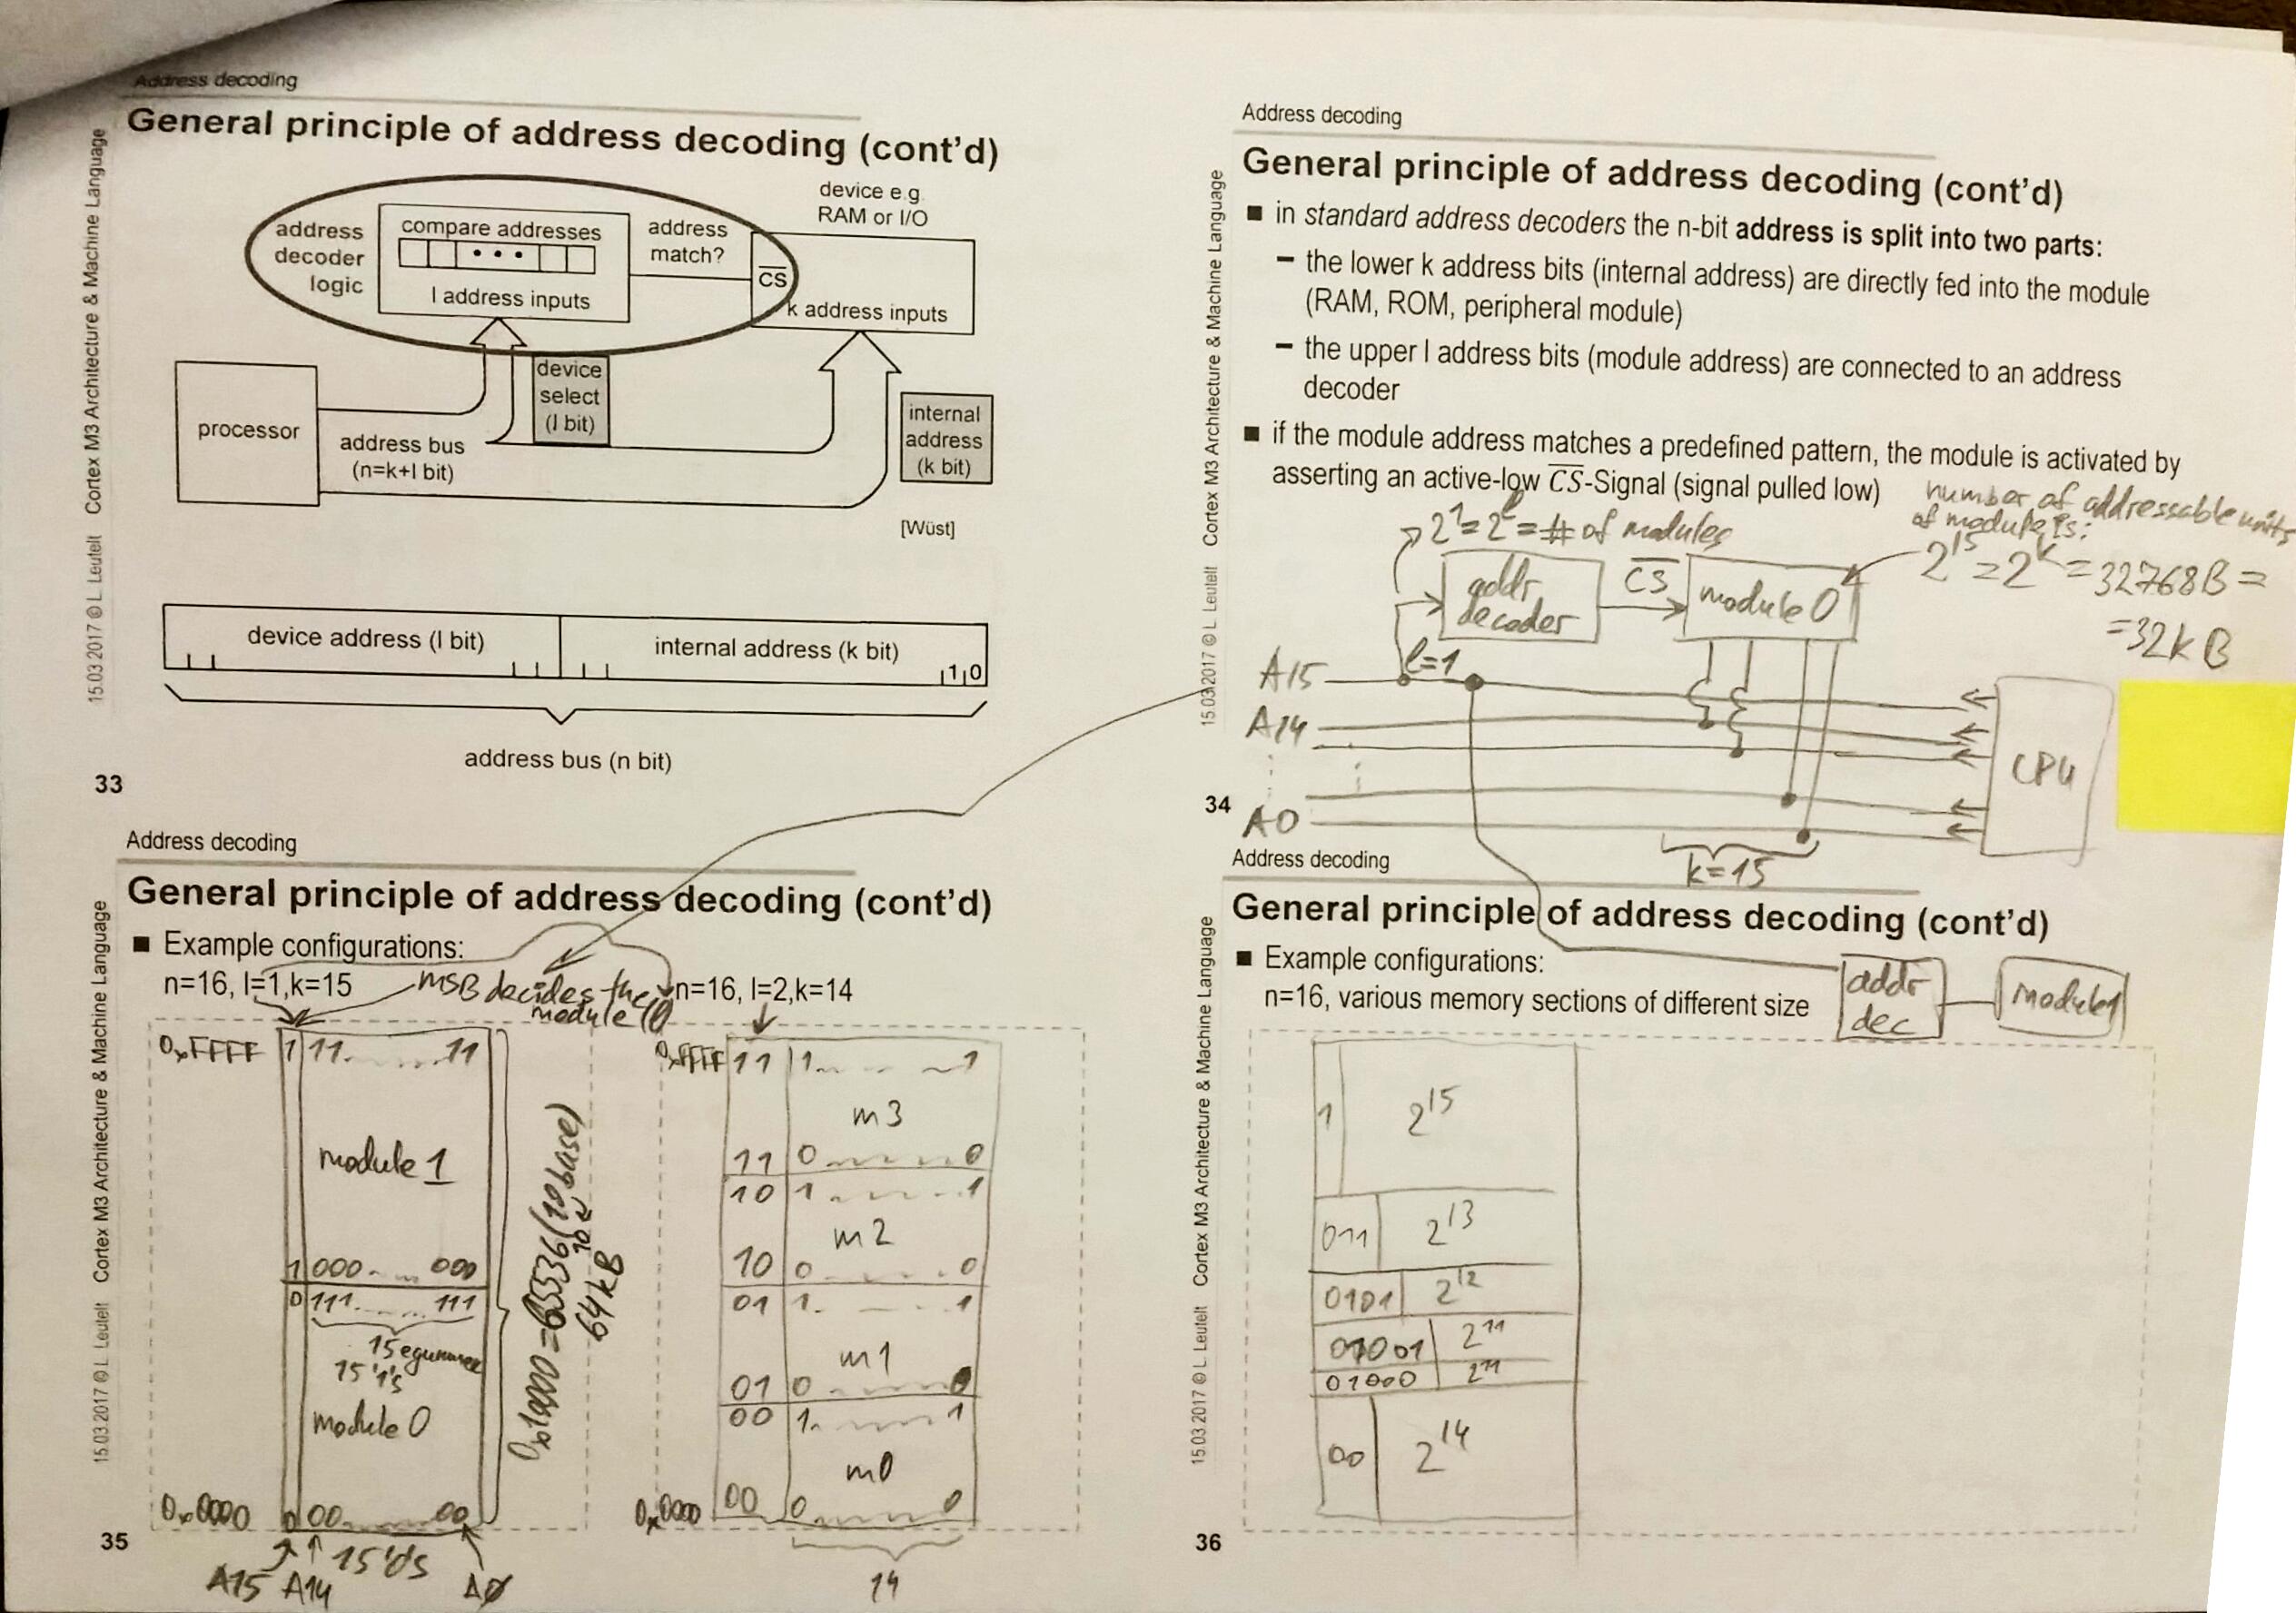 Address decoding
General principle of address decoding (cont'd)
device e.g.
RAM or I/O
address
decoder
logic
compare addresses
l address inputs
address
match?
CS
k address inputs
processor
address bus
(n=k+l bit)
device
select
(l bit)
internal
address
(k bit)
[Wüst]
device address (l bit)
internal address (k bit)
1 0
address bus (n bit)
15.03.2017 © L. Leutelt Cortex M3 Architecture & Machine Language
33
Address decoding
General principle of address decoding (cont'd)
■ in standard address decoders the n-bit address is split into two parts:
– the lower k address bits (internal address) are directly fed into the module
(RAM, ROM, peripheral module)
– the upper l address bits (module address) are connected to an address
decoder
■ if the module address matches a predefined pattern, the module is activated by
asserting an active-low CS-Signal (signal pulled low)
number of addressable units
of module is:
2^15 = 2^k = 32768B =
=32kB
2^1 = 2^l = # of modules
addr
decoder
CS
module 0
A15
l=1
A14
A0
CPU
k=15
15.03.2017 © L. Leutelt Cortex M3 Architecture & Machine Language
34
Address decoding
General principle of address decoding (cont'd)
■ Example configurations:
n=16, l=1,k=15
MSB decides the
module
n=16, l=2,k=14
0xFFFF 1 11......11
module 1
1 000....000
0 111.....111
15 '1's
module 0
0x0000 0 00......00
A15 A14 15'0's A0
0x10000 = 65536 (10 base)
64kB
0xFFFF 11 1... 1
m3
11 0.....0
10 1.....1
m2
10 0.....0
01 1.....1
m1
01 0.....0
00 1.....1
m0
0x0000 00 0.....0
14
15.03.2017 © L. Leutelt Cortex M3 Architecture & Machine Language
35
Address decoding
General principle of address decoding (cont'd)
■ Example configurations:
n=16, various memory sections of different size
addr
dec
module 1
1 2^15
011 2^13
0101 2^12
01001 2^11
01000 2^11
00 2^14
15.03.2017 © L. Leutelt Cortex M3 Architecture & Machine Language
36